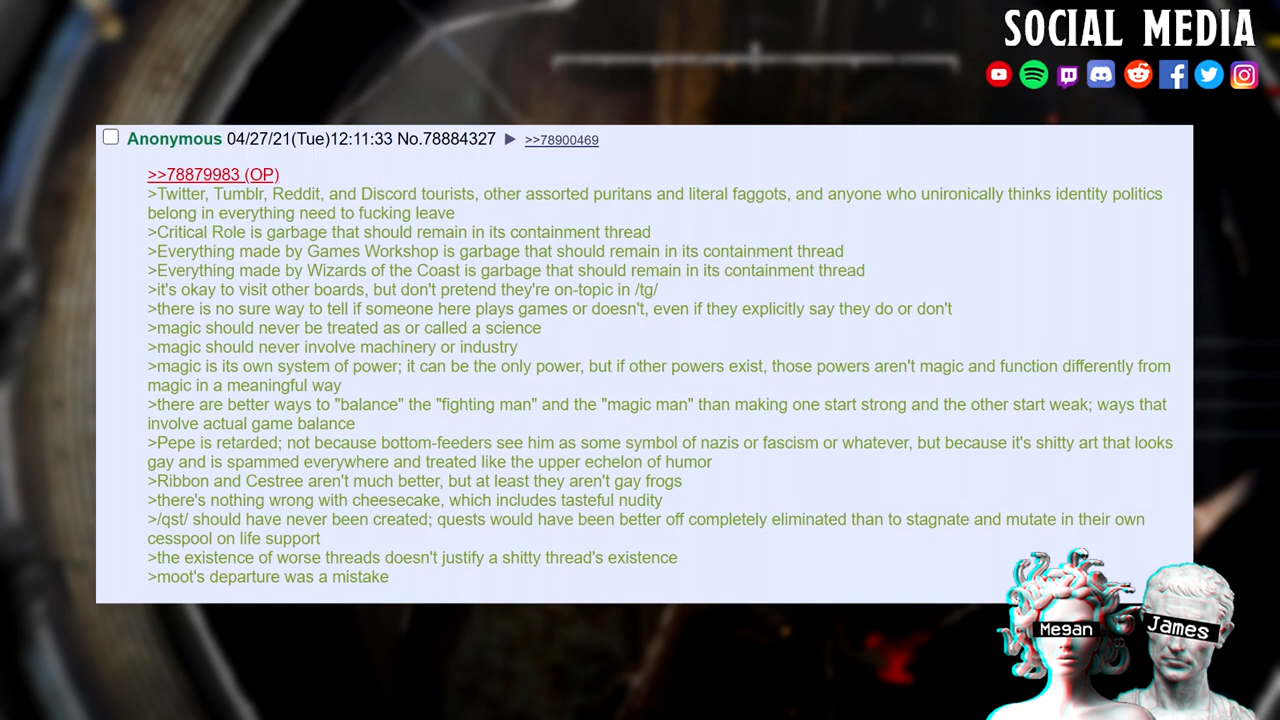 SOCIAL MEDIA
Anonymous 04/27/21(Tue)12:11:33 No.78884327 ▶ >>78900469
>>78879983 (OP)
>Twitter, Tumblr, Reddit, and Discord tourists, other assorted puritans and literal faggots, and anyone who unironically thinks identity politics
belong in everything need to fucking leave
>Critical Role is garbage that should remain in its containment thread
>Everything made by Games Workshop is garbage that should remain in its containment thread
>Everything made by Wizards of the Coast is garbage that should remain in its containment thread
>it's okay to visit other boards, but don't pretend they're on-topic in /tg/
>there is no sure way to tell if someone here plays games or doesn't, even if they explicitly say they do or don't
>magic should never be treated as or called a science
>magic should never involve machinery or industry
>magic is its own system of power; it can be the only power, but if other powers exist, those powers aren't magic and function differently from
magic in a meaningful way
>there are better ways to "balance" the "fighting man" and the "magic man" than making one start strong and the other start weak; ways that
involve actual game balance
>Pepe is retarded; not because bottom-feeders see him as some symbol of nazis or fascism or whatever, but because it's shitty art that looks
gay and is spammed everywhere and treated like the upper echelon of humor
>Ribbon and Cestree aren't much better, but at least they aren't gay frogs
>there's nothing wrong with cheesecake, which includes tasteful nudity
>/qst/ should have never been created; quests would have been better off completely eliminated than to stagnate and mutate in their own
cesspool on life support
>the existence of worse threads doesn't justify a shitty thread's existence
>moot's departure was a mistake
Megan
James